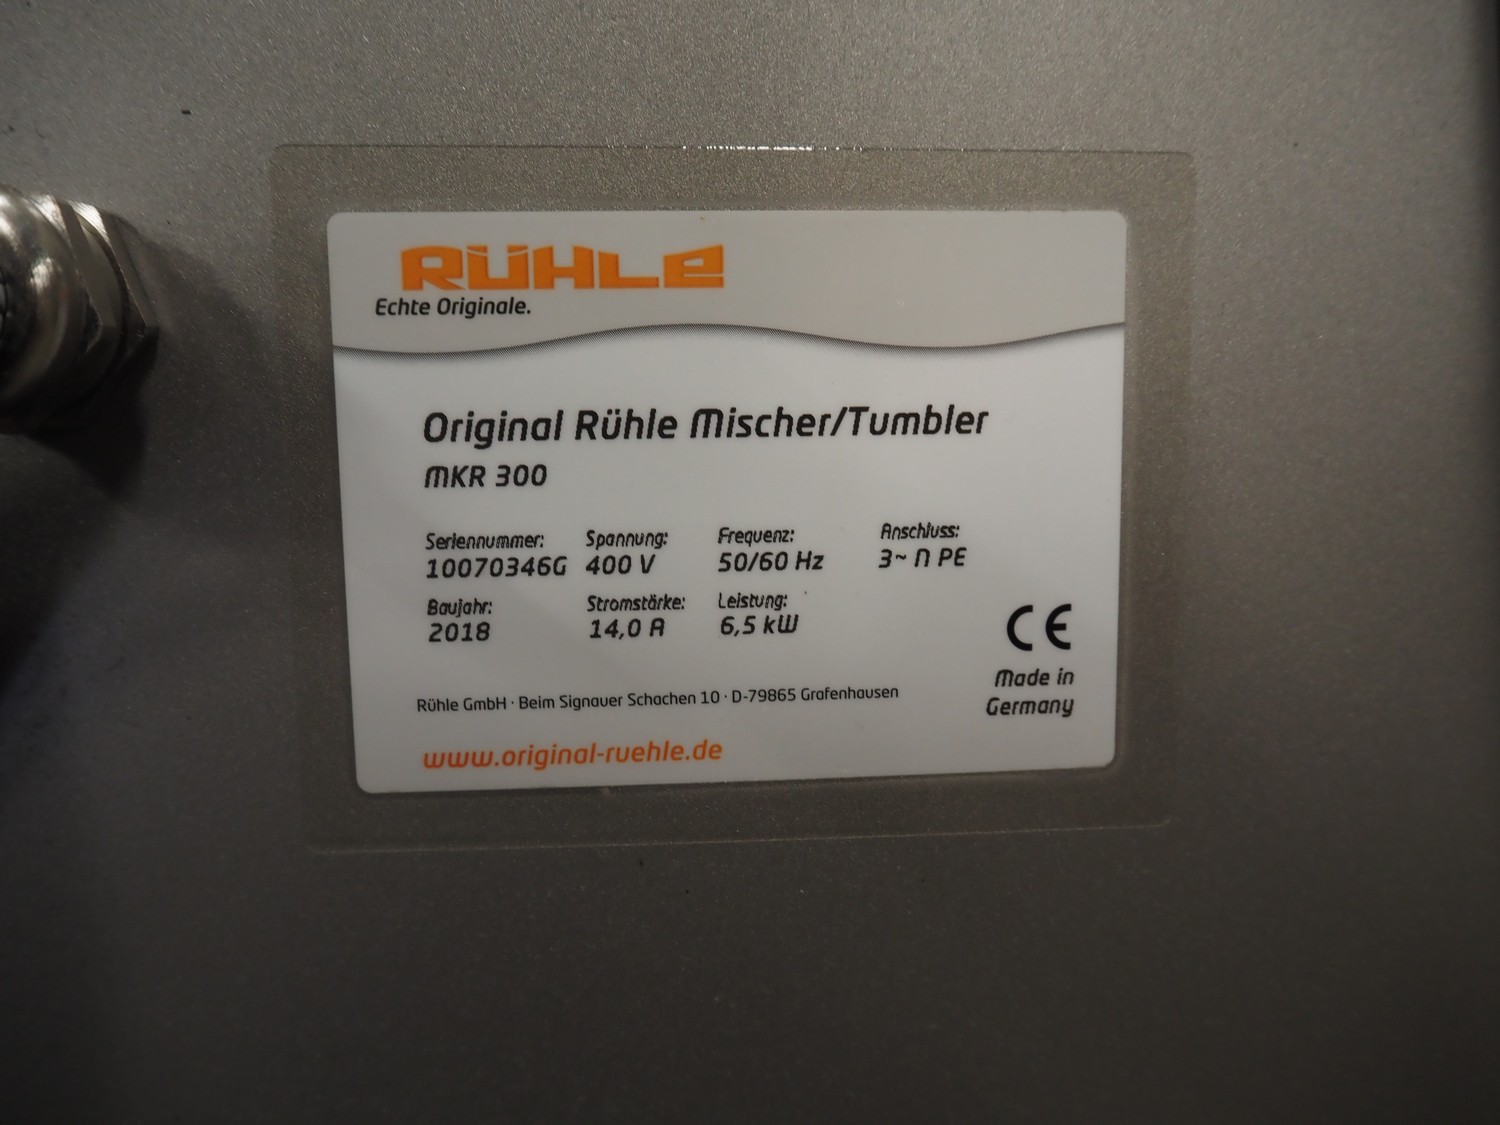 RÜHLE
Echte Originale.
Original Rühle Mischer/Tumbler
MKR 300
Seriennummer: Spannung: Frequenz: Anschluss:
10070346G 400 V 50/60 Hz 3~ N PE
Baujahr: Stromstärke: Leistung:
2018 14,0 A 6,5 kW
CE
Made in
Germany
Rühle GmbH · Beim Signauer Schachen 10 · D-79865 Grafenhausen
www.original-ruehle.de